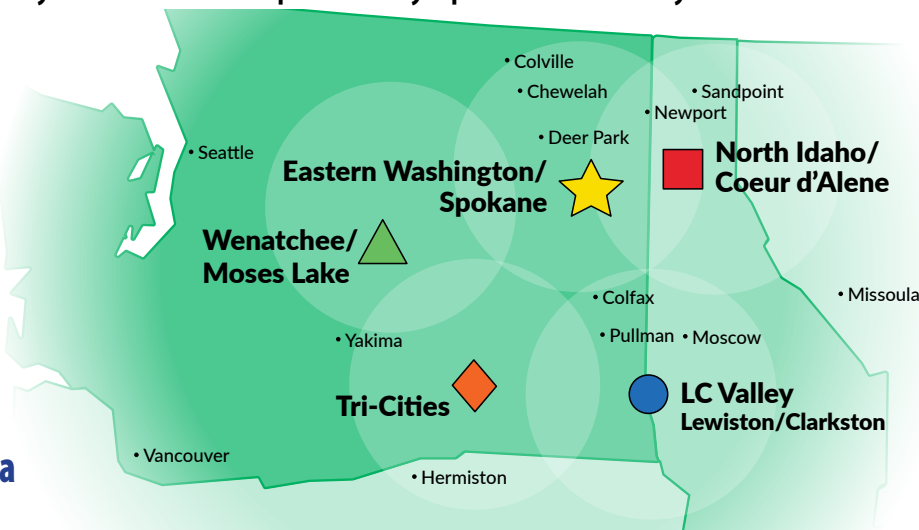 • Colville
• Chewelah
• Sandpoint
• Newport
• Deer Park
• Seattle
North Idaho/
Coeur d'Alene
Eastern Washington/
Spokane
Wenatchee/
Moses Lake
• Colfax
• Missoula
• Pullman
• Moscow
• Yakima
LC Valley
Lewiston/Clarkston
Tri-Cities
• Vancouver
a
• Hermiston